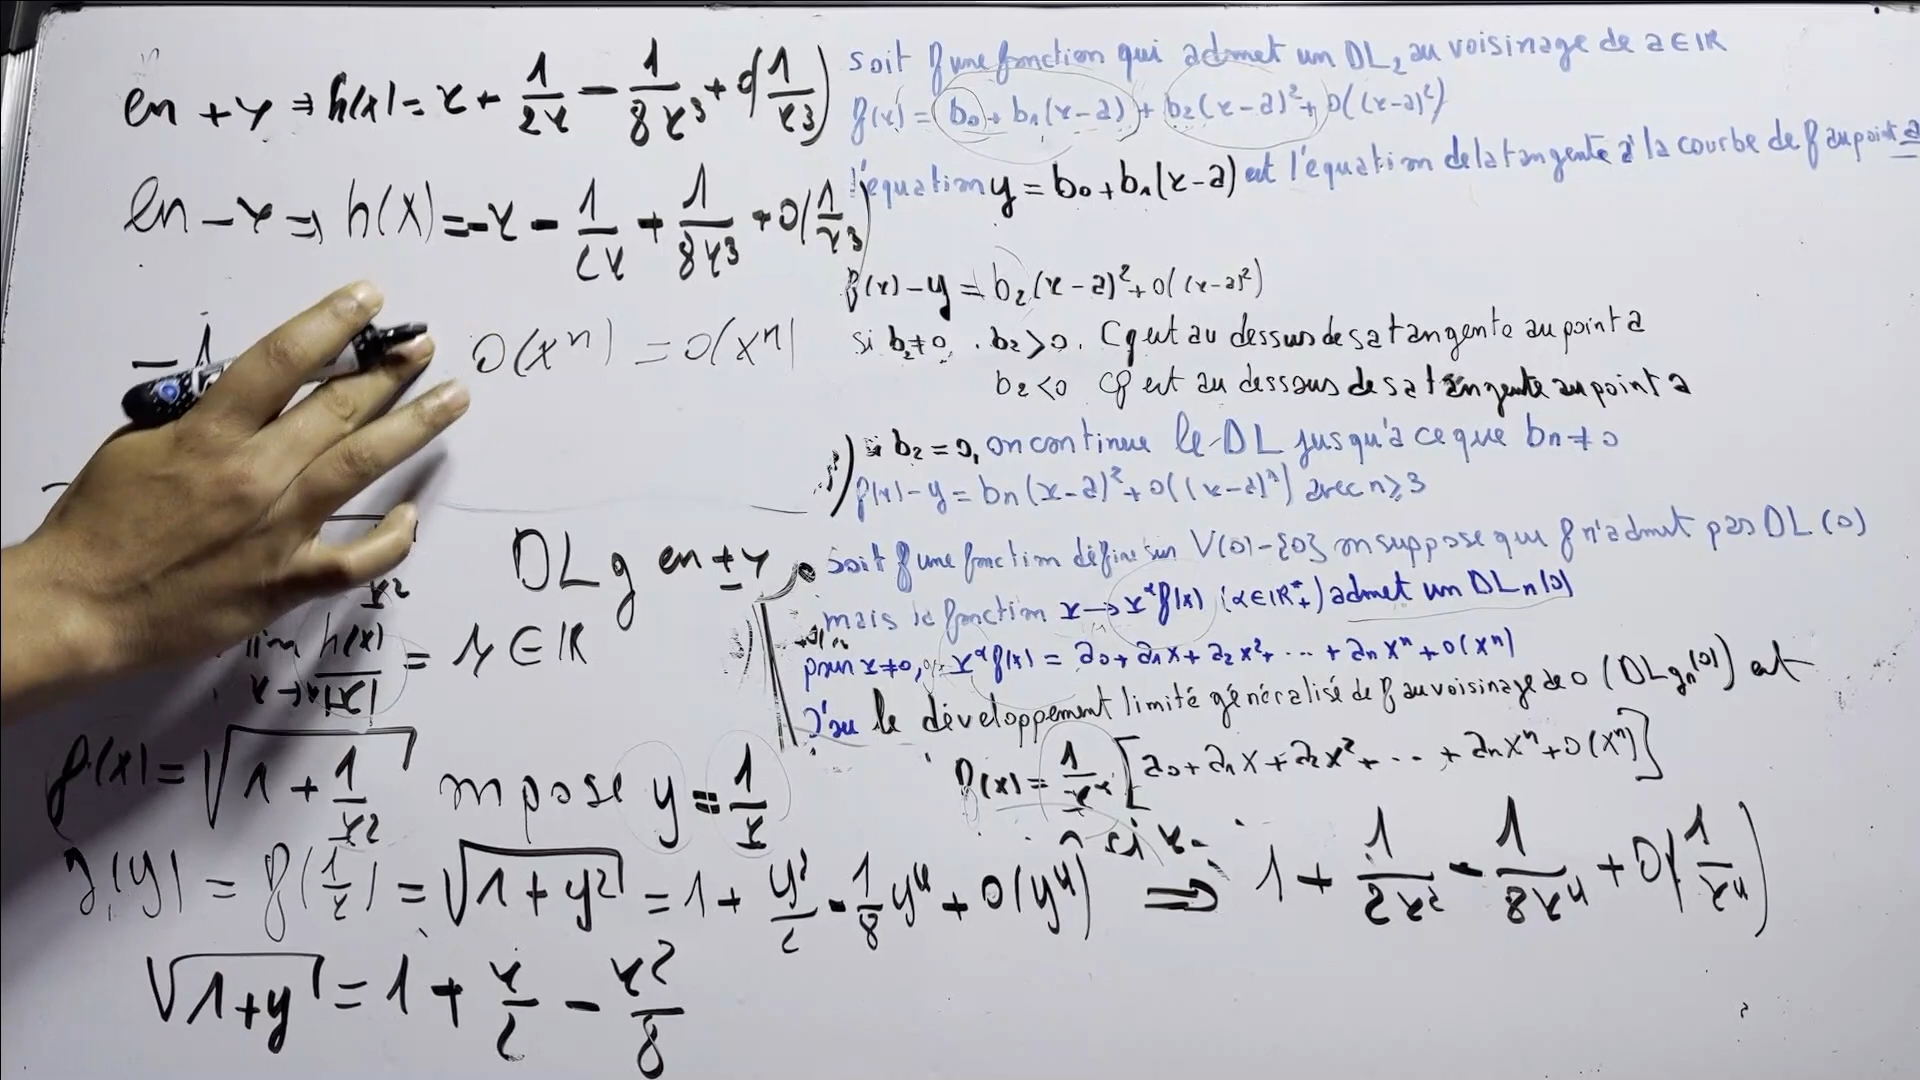 en +∞ ⇒ h(x) = x + 1/2x - 1/8x³ + o(1/x³)
en -∞ ⇒ h(x) = -x - 1/2x + 1/8x³ + o(1/x³)
o(xⁿ) = o(xⁿ)
DLg en ±∞
h(x)/|x| = 1 ∈ IR
f(x) = √(1 + 1/x²) on pose y = 1/x
(y) = f(1/x) = √(1+y²) = 1 + y²/2 - 1/8 y⁴ + o(y⁴) ⇒ 1 + 1/2x² - 1/8x⁴ + o(1/x⁴)
√(1+y) = 1 + x/2 - x²/8
soit f une fonction qui admet un DL₂ au voisinage de a ∈ IR
f(x) = b₀ + b₁(x-a) + b₂(x-a)² + o((x-a)²)
l'equation y = b₀ + b₁(x-a) est l'équation de la tangente à la courbe de f au point a
f(x) - y = b₂(x-a)² + o((x-a)²)
si b₂≠0 . b₂>0. Cf est au dessus de sa tangente au point a
b₂<0 Cf est au dessous de sa tangente au point a
si b₂ = 0, on continue le DL jusqu'à ce que bn ≠ 0
f(x) - y = bn(x-a)² + o((x-a)ⁿ) avec n≥3
soit f une fonction définie sur V(0)-{0} on suppose que f n'admet pas DL(0)
mais la fonction x → x^α f(x) (α∈IR*₊) admet un DLn(0)
pour x≠0, x^α f(x) = a₀ + a₁x + a₂x² + ... + anxⁿ + o(xⁿ)
D'où le développement limité généralisé de f au voisinage de 0 (DLgn(0)) est
f(x) = 1/x^α [a₀ + a₁x + a₂x² + ... + anxⁿ + o(xⁿ)]
si x